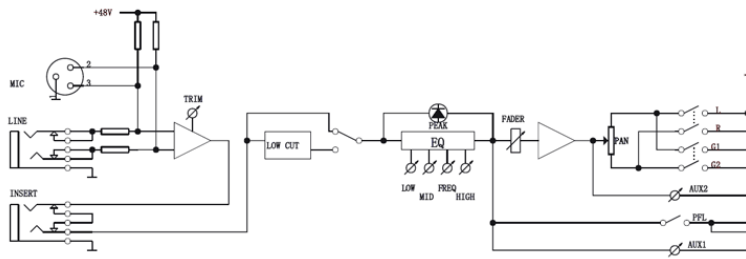 +48V
MIC
2
3
LINE
TRIM
INSERT
LOW CUT
PEAK
EQ
LOW
MID
FREQ
HIGH
FADER
PAN
L
R
G1
G2
AUX2
PFL
AUX1